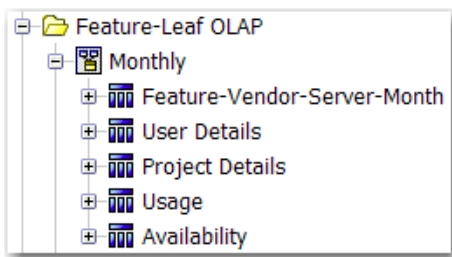 Feature-Leaf OLAP
Monthly
Feature-Vendor-Server-Month
User Details
Project Details
Usage
Availability